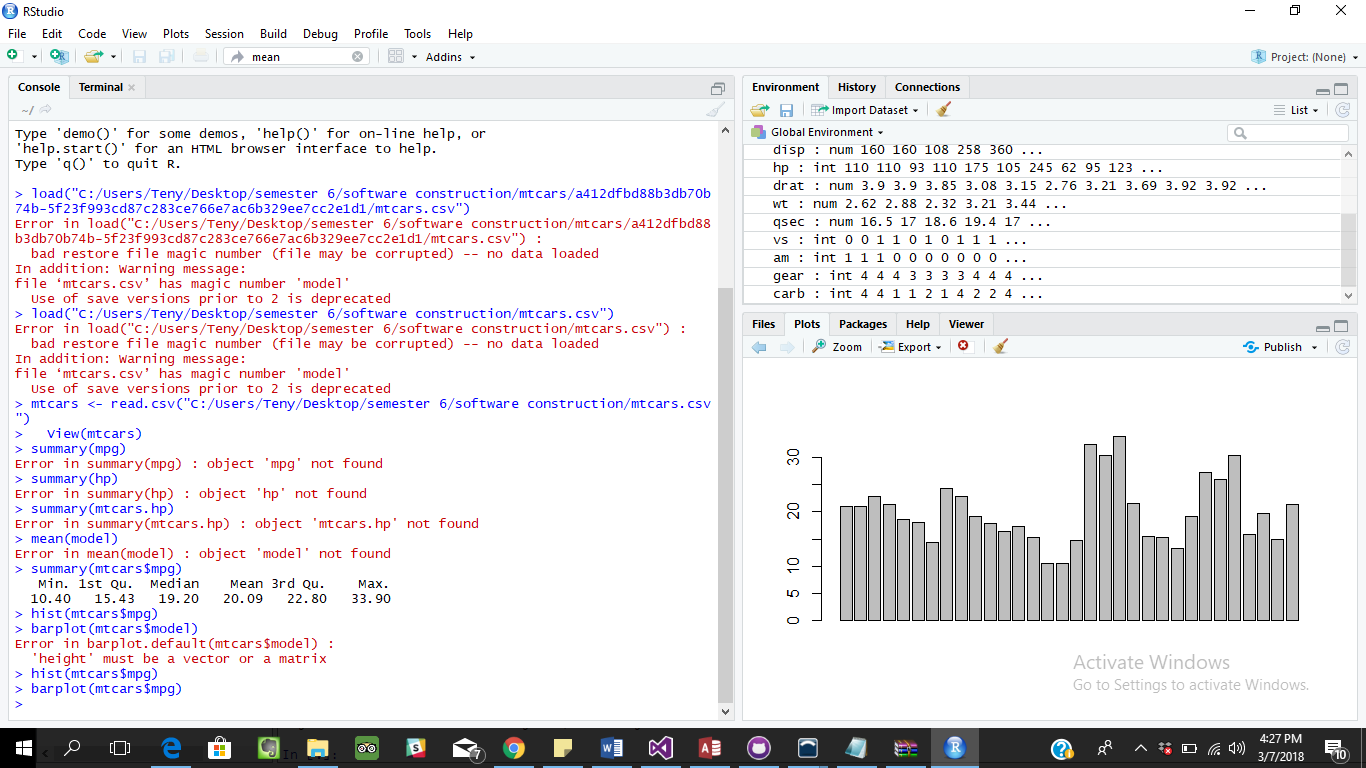 RStudio
File Edit Code View Plots Session Build Debug Profile Tools Help
mean
Addins
Project: (None)
Console Terminal
~/
Type 'demo()' for some demos, 'help()' for on-line help, or
'help.start()' for an HTML browser interface to help.
Type 'q()' to quit R.
> load("C:/Users/Teny/Desktop/semester 6/software construction/mtcars/a412dfbd88b3db70b
74b-5f23f993cd87c283ce766e7ac6b329ee7cc2e1d1/mtcars.csv")
Error in load("C:/Users/Teny/Desktop/semester 6/software construction/mtcars/a412dfbd88
b3db70b74b-5f23f993cd87c283ce766e7ac6b329ee7cc2e1d1/mtcars.csv") :
bad restore file magic number (file may be corrupted) -- no data loaded
In addition: Warning message:
file ‘mtcars.csv’ has magic number 'model'
Use of save versions prior to 2 is deprecated
> load("C:/Users/Teny/Desktop/semester 6/software construction/mtcars.csv")
Error in load("C:/Users/Teny/Desktop/semester 6/software construction/mtcars.csv") :
bad restore file magic number (file may be corrupted) -- no data loaded
In addition: Warning message:
file ‘mtcars.csv’ has magic number 'model'
Use of save versions prior to 2 is deprecated
> mtcars <- read.csv("C:/Users/Teny/Desktop/semester 6/software construction/mtcars.csv
")
> View(mtcars)
> summary(mpg)
Error in summary(mpg) : object 'mpg' not found
> summary(hp)
Error in summary(hp) : object 'hp' not found
> summary(mtcars.hp)
Error in summary(mtcars.hp) : object 'mtcars.hp' not found
> mean(model)
Error in mean(model) : object 'model' not found
> summary(mtcars$mpg)
Min. 1st Qu. Median Mean 3rd Qu. Max.
10.40 15.43 19.20 20.09 22.80 33.90
> hist(mtcars$mpg)
> barplot(mtcars$model)
Error in barplot.default(mtcars$model) :
'height' must be a vector or a matrix
> hist(mtcars$mpg)
> barplot(mtcars$mpg)
>
Environment History Connections
Import Dataset
List
Global Environment
disp : num 160 160 108 258 360 ...
hp : int 110 110 93 110 175 105 245 62 95 123 ...
drat : num 3.9 3.9 3.85 3.08 3.15 2.76 3.21 3.69 3.92 3.92 ...
wt : num 2.62 2.88 2.32 3.21 3.44 ...
qsec : num 16.5 17 18.6 19.4 17 ...
vs : int 0 0 1 1 0 1 0 1 1 1 ...
am : int 1 1 1 0 0 0 0 0 0 0 ...
gear : int 4 4 4 3 3 3 3 4 4 4 ...
carb : int 4 4 1 1 2 1 4 2 2 4 ...
Files Plots Packages Help Viewer
Zoom Export Publish
30
20
10
5
0
Activate Windows
Go to Settings to activate Windows.
7
4:27 PM
3/7/2018
10